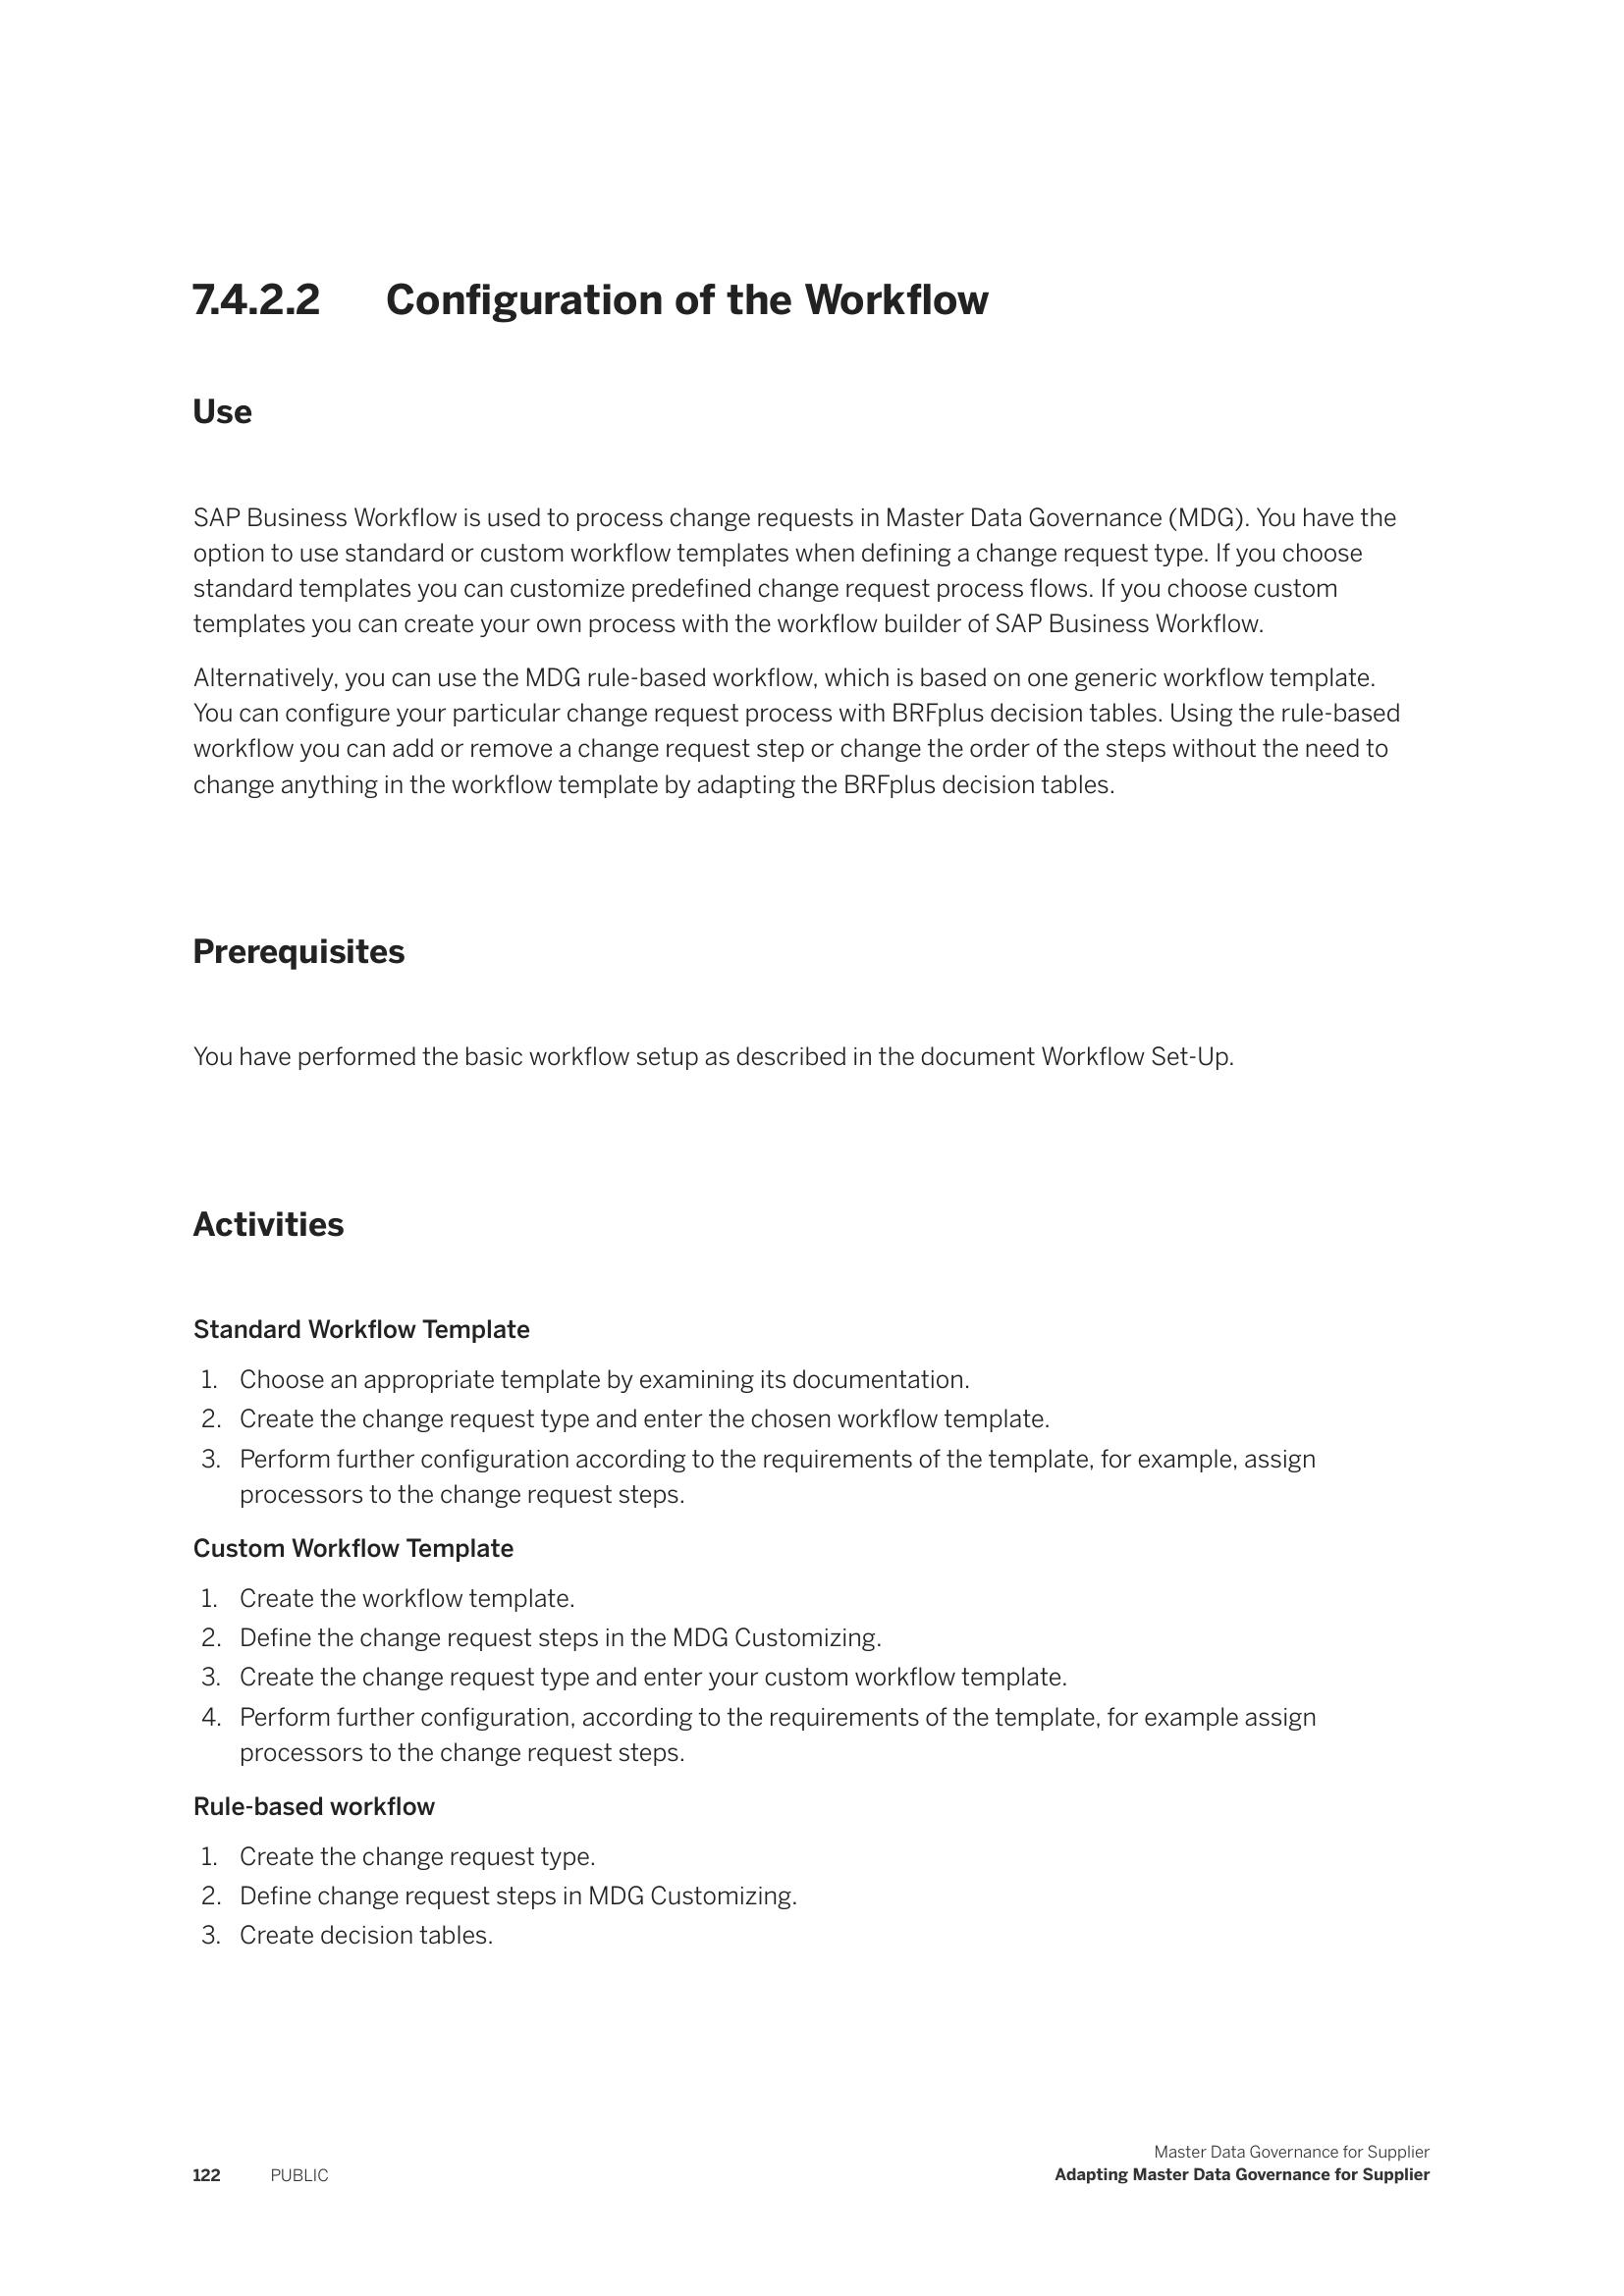 7.4.2.2 Configuration of the Workflow
Use
SAP Business Workflow is used to process change requests in Master Data Governance (MDG). You have the
option to use standard or custom workflow templates when defining a change request type. If you choose
standard templates you can customize predefined change request process flows. If you choose custom
templates you can create your own process with the workflow builder of SAP Business Workflow.
Alternatively, you can use the MDG rule-based workflow, which is based on one generic workflow template.
You can configure your particular change request process with BRFplus decision tables. Using the rule-based
workflow you can add or remove a change request step or change the order of the steps without the need to
change anything in the workflow template by adapting the BRFplus decision tables.
Prerequisites
You have performed the basic workflow setup as described in the document Workflow Set-Up.
Activities
Standard Workflow Template
1. Choose an appropriate template by examining its documentation.
2. Create the change request type and enter the chosen workflow template.
3. Perform further configuration according to the requirements of the template, for example, assign
processors to the change request steps.
Custom Workflow Template
1. Create the workflow template.
2. Define the change request steps in the MDG Customizing.
3. Create the change request type and enter your custom workflow template.
4. Perform further configuration, according to the requirements of the template, for example assign
processors to the change request steps.
Rule-based workflow
1. Create the change request type.
2. Define change request steps in MDG Customizing.
3. Create decision tables.
Master Data Governance for Supplier
122 PUBLIC Adapting Master Data Governance for Supplier